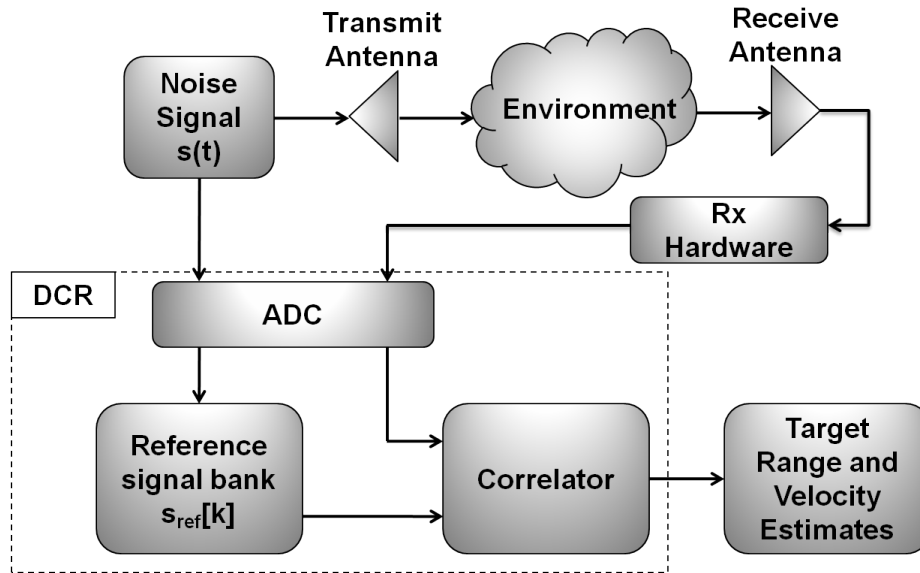 Transmit
Antenna
Receive
Antenna
Noise
Signal
s(t)
Environment
Rx
Hardware
DCR
ADC
Reference
signal bank
s_ref[k]
Correlator
Target
Range and
Velocity
Estimates